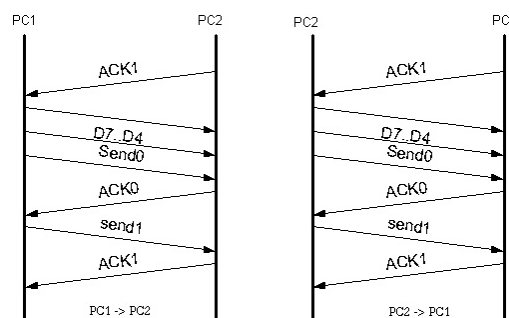 PC1 PC2 PC2 PC
ACK1 ACK1
D7..D4 D7..D4
Send0 Send0
ACK0 ACK0
send1 send1
ACK1 ACK1
PC1 -> PC2 PC2 -> PC1